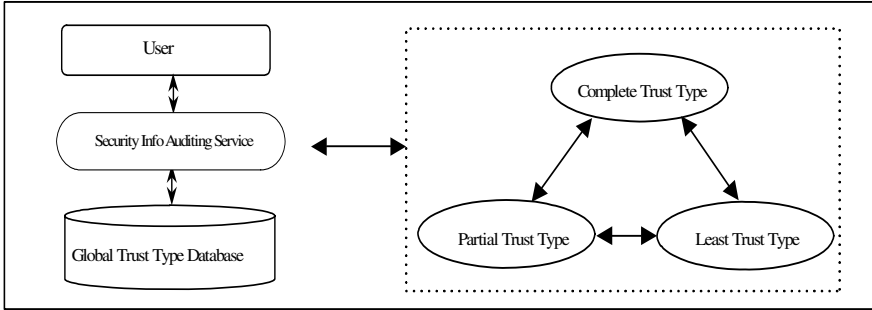 User
Security Info Auditing Service
Global Trust Type Database
Complete Trust Type
Partial Trust Type
Least Trust Type